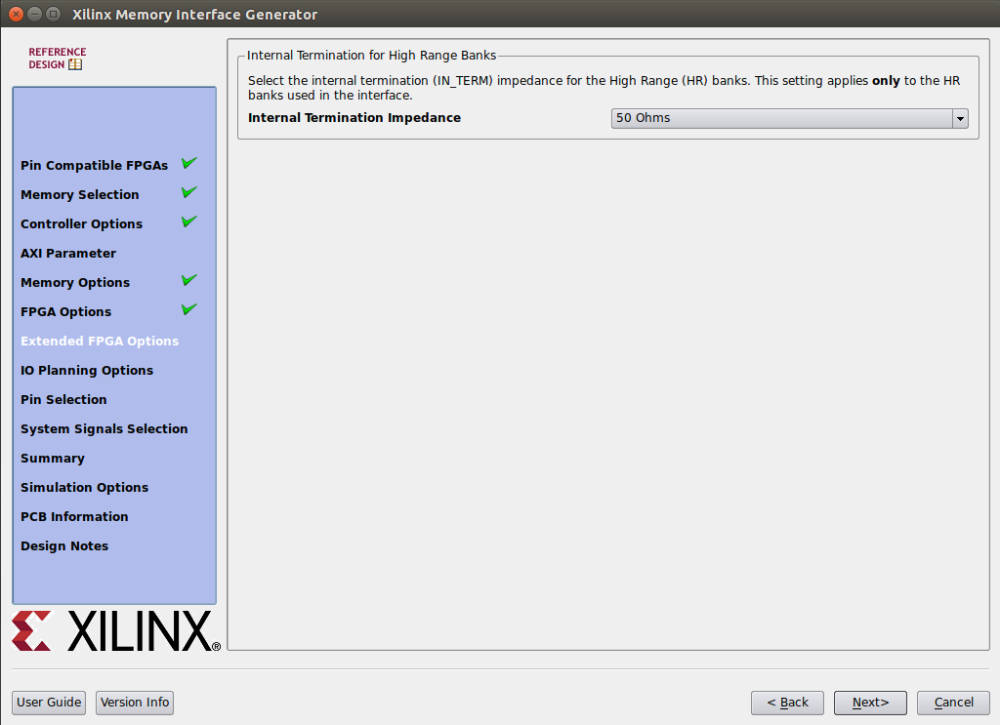 Xilinx Memory Interface Generator
REFERENCE
DESIGN
Pin Compatible FPGAs
Memory Selection
Controller Options
AXI Parameter
Memory Options
FPGA Options
Extended FPGA Options
IO Planning Options
Pin Selection
System Signals Selection
Summary
Simulation Options
PCB Information
Design Notes
XILINX®
Internal Termination for High Range Banks
Select the internal termination (IN_TERM) impedance for the High Range (HR) banks. This setting applies only to the HR
banks used in the interface.
Internal Termination Impedance 50 Ohms
User Guide Version Info < Back Next> Cancel